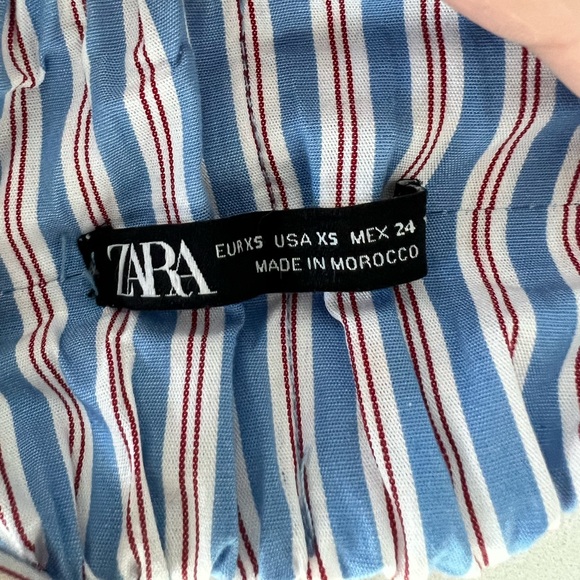 ZARA
EUR XS USA XS MEX 24
MADE IN MOROCCO